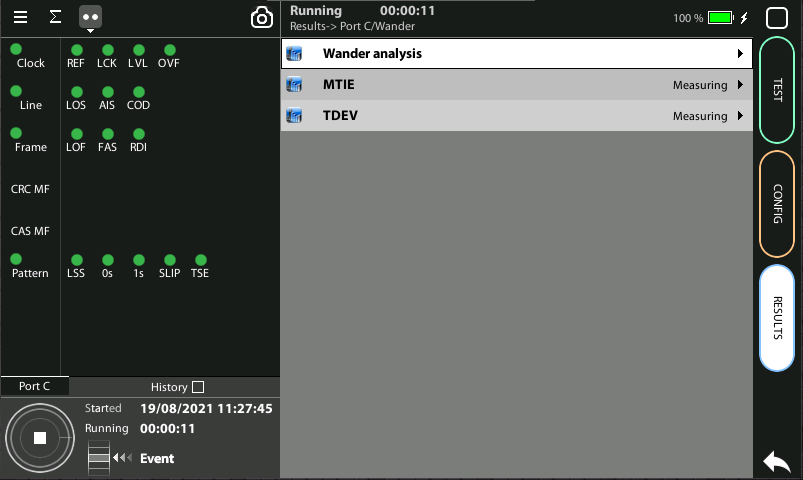 Running 00:00:11
Results-> Port C/Wander
100 %
Clock REF LCK LVL OVF
Line LOS AIS COD
Frame LOF FAS RDI
CRC MF
CAS MF
Pattern LSS 0s 1s SLIP TSE
Port C History
Started 19/08/2021 11:27:45
Running 00:00:11
Event
Wander analysis
MTIE Measuring
TDEV Measuring
TEST
CONFIG
RESULTS